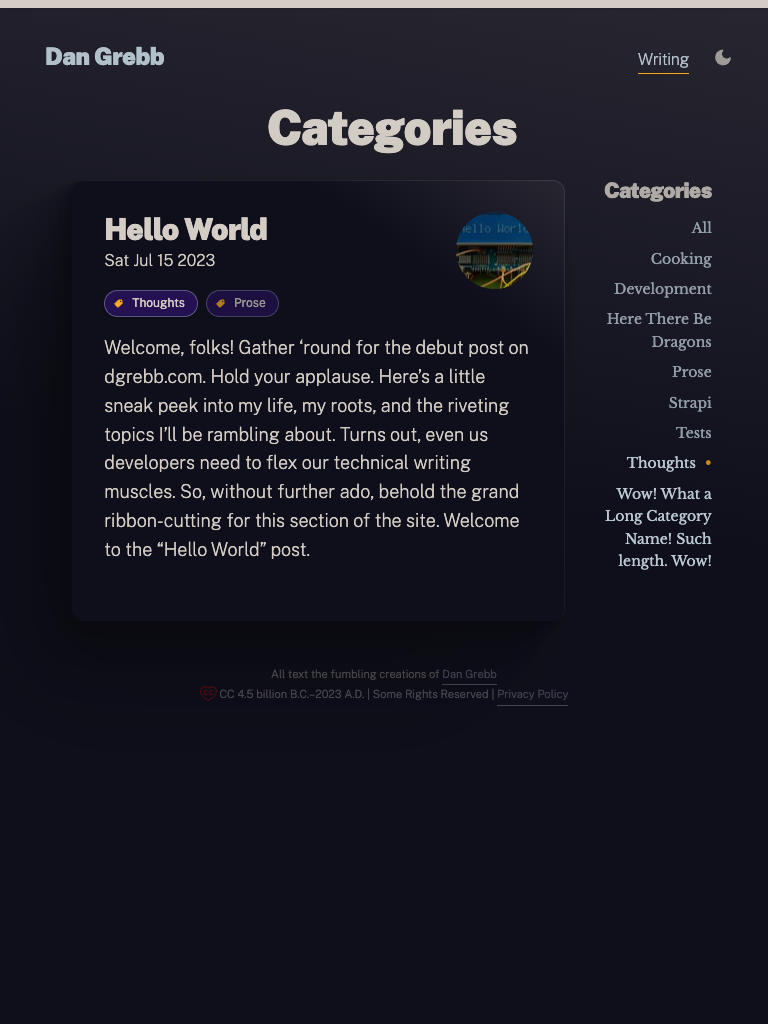 Dan Grebb
Writing
Categories
Hello World
Sat Jul 15 2023
Thoughts
Prose
Welcome, folks! Gather ‘round for the debut post on
dgrebb.com. Hold your applause. Here’s a little
sneak peek into my life, my roots, and the riveting
topics I’ll be rambling about. Turns out, even us
developers need to flex our technical writing
muscles. So, without further ado, behold the grand
ribbon-cutting for this section of the site. Welcome
to the “Hello World” post.
Categories
All
Cooking
Development
Here There Be
Dragons
Prose
Strapi
Tests
Thoughts
Wow! What a
Long Category
Name! Such
length. Wow!
All text the fumbling creations of Dan Grebb
CC 4.5 billion B.C.–2023 A.D. | Some Rights Reserved | Privacy Policy